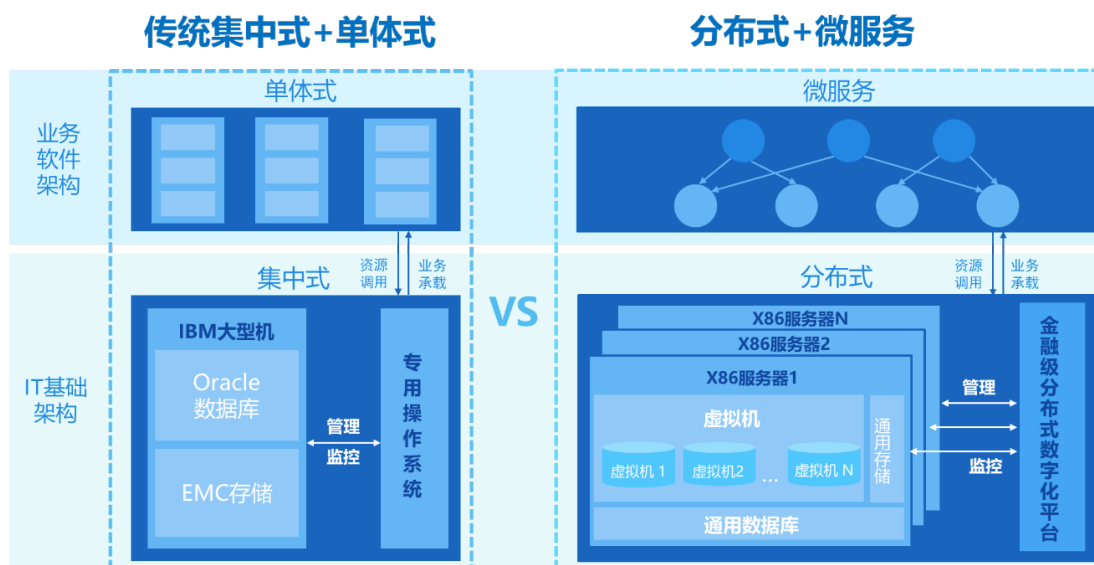 传统集中式+单体式
分布式+微服务
业务
软件
架构
单体式
微服务
资源
调用
业务
承载
资源
调用
业务
承载
IT基础
架构
集中式
IBM大型机
Oracle
数据库
EMC存储
管理
监控
专用操作系统
VS
分布式
X86服务器N
X86服务器2
X86服务器1
虚拟机
虚拟机 1
虚拟机2
...
虚拟机 N
通用存储
通用数据库
管理
监控
金融级分布式数字化平台